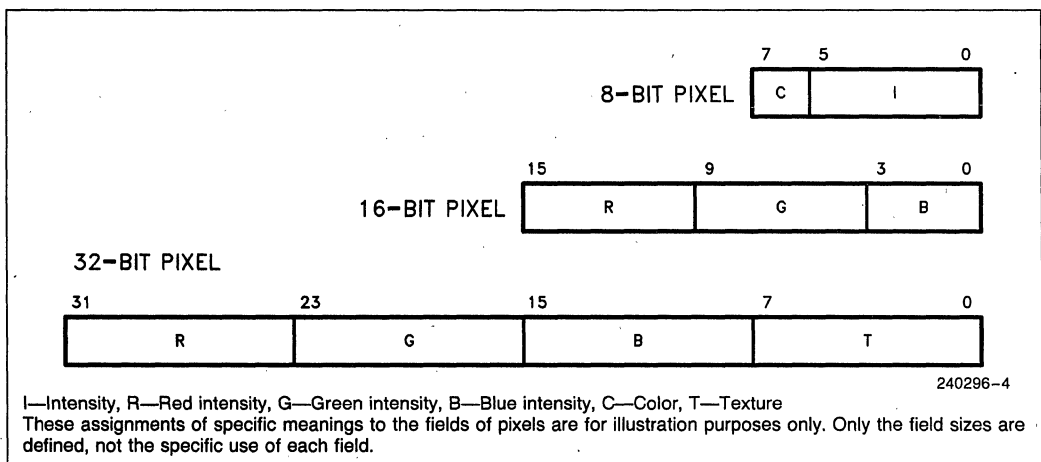 7 5 0
8-BIT PIXEL C I
15 9 3 0
16-BIT PIXEL R G B
32-BIT PIXEL
31 23 15 7 0
R G B T
240296-4
I—Intensity, R—Red intensity, G—Green intensity, B—Blue intensity, C—Color, T—Texture
These assignments of specific meanings to the fields of pixels are for illustration purposes only. Only the field sizes are
defined, not the specific use of each field.